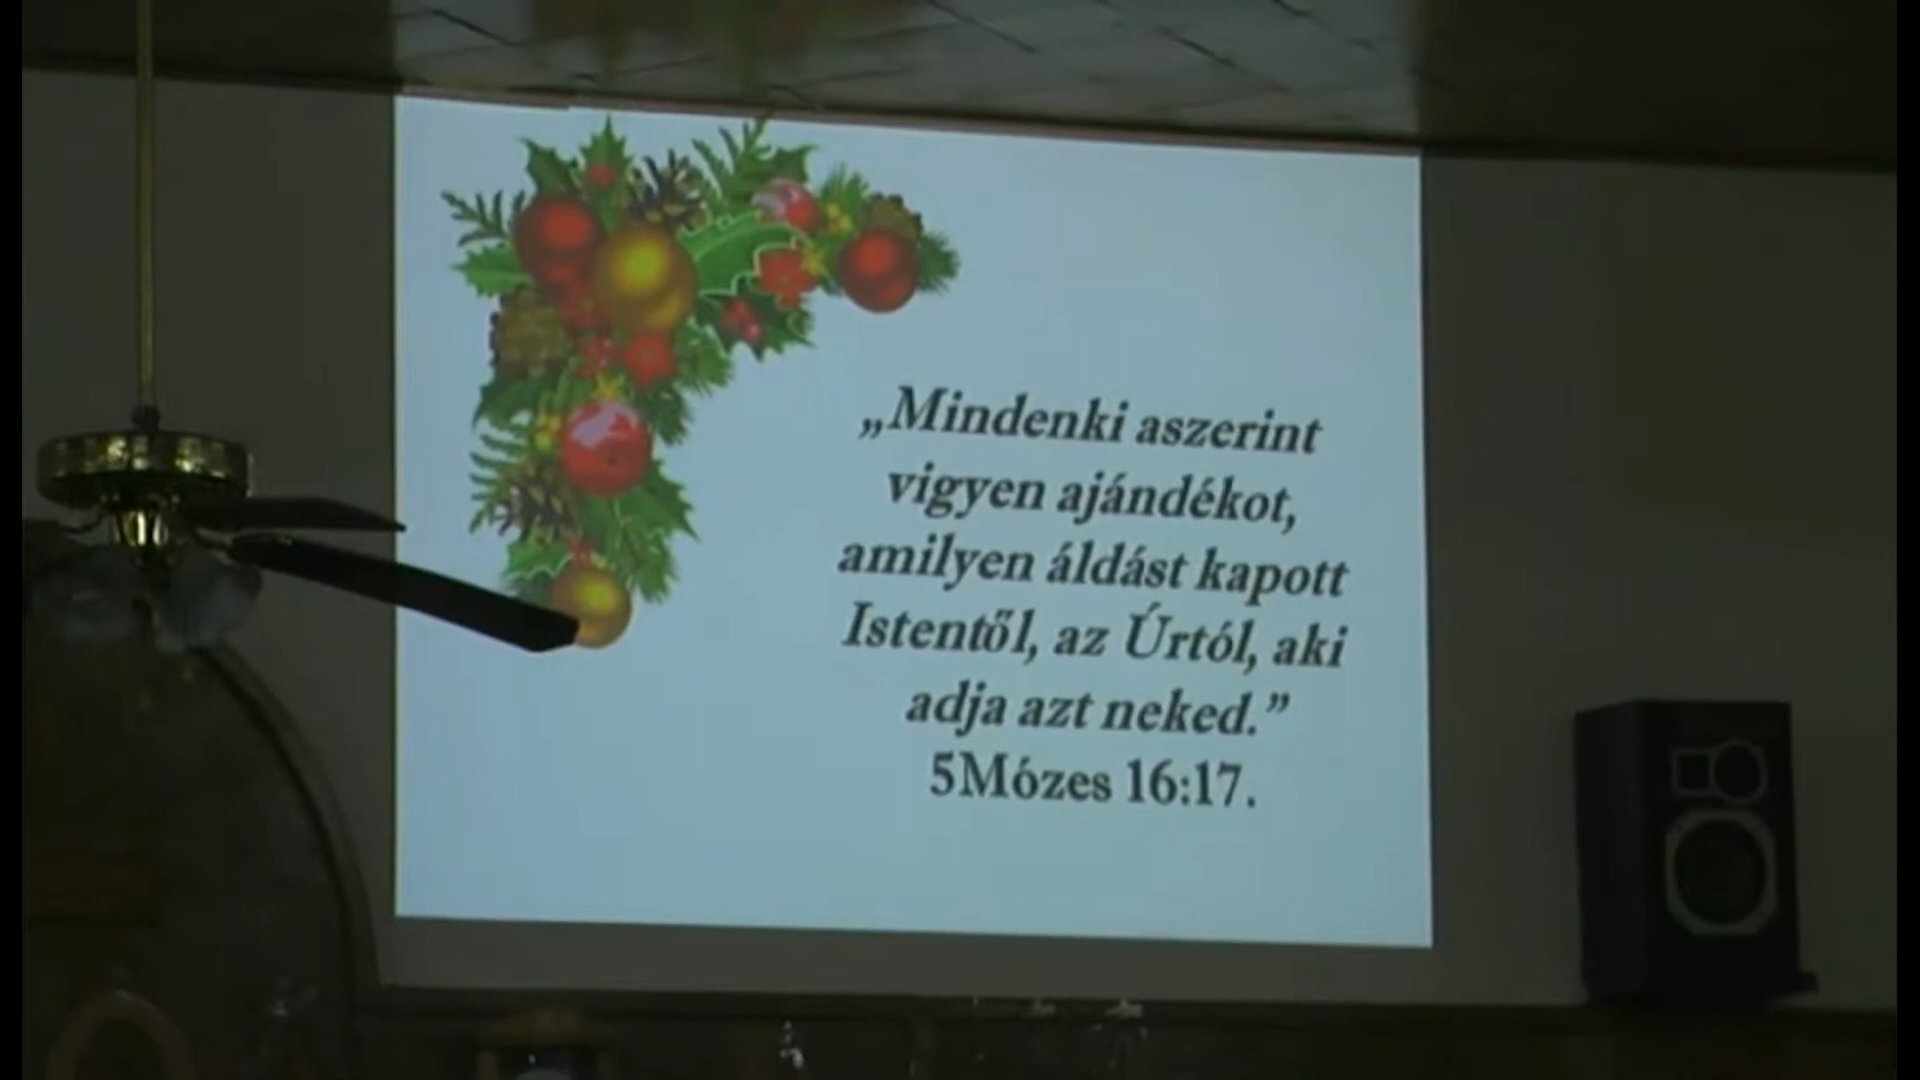 „Mindenki aszerint
vigyen ajándékot,
amilyen áldást kapott
Istentől, az Úrtól, aki
adja azt neked.”
5Mózes 16:17.